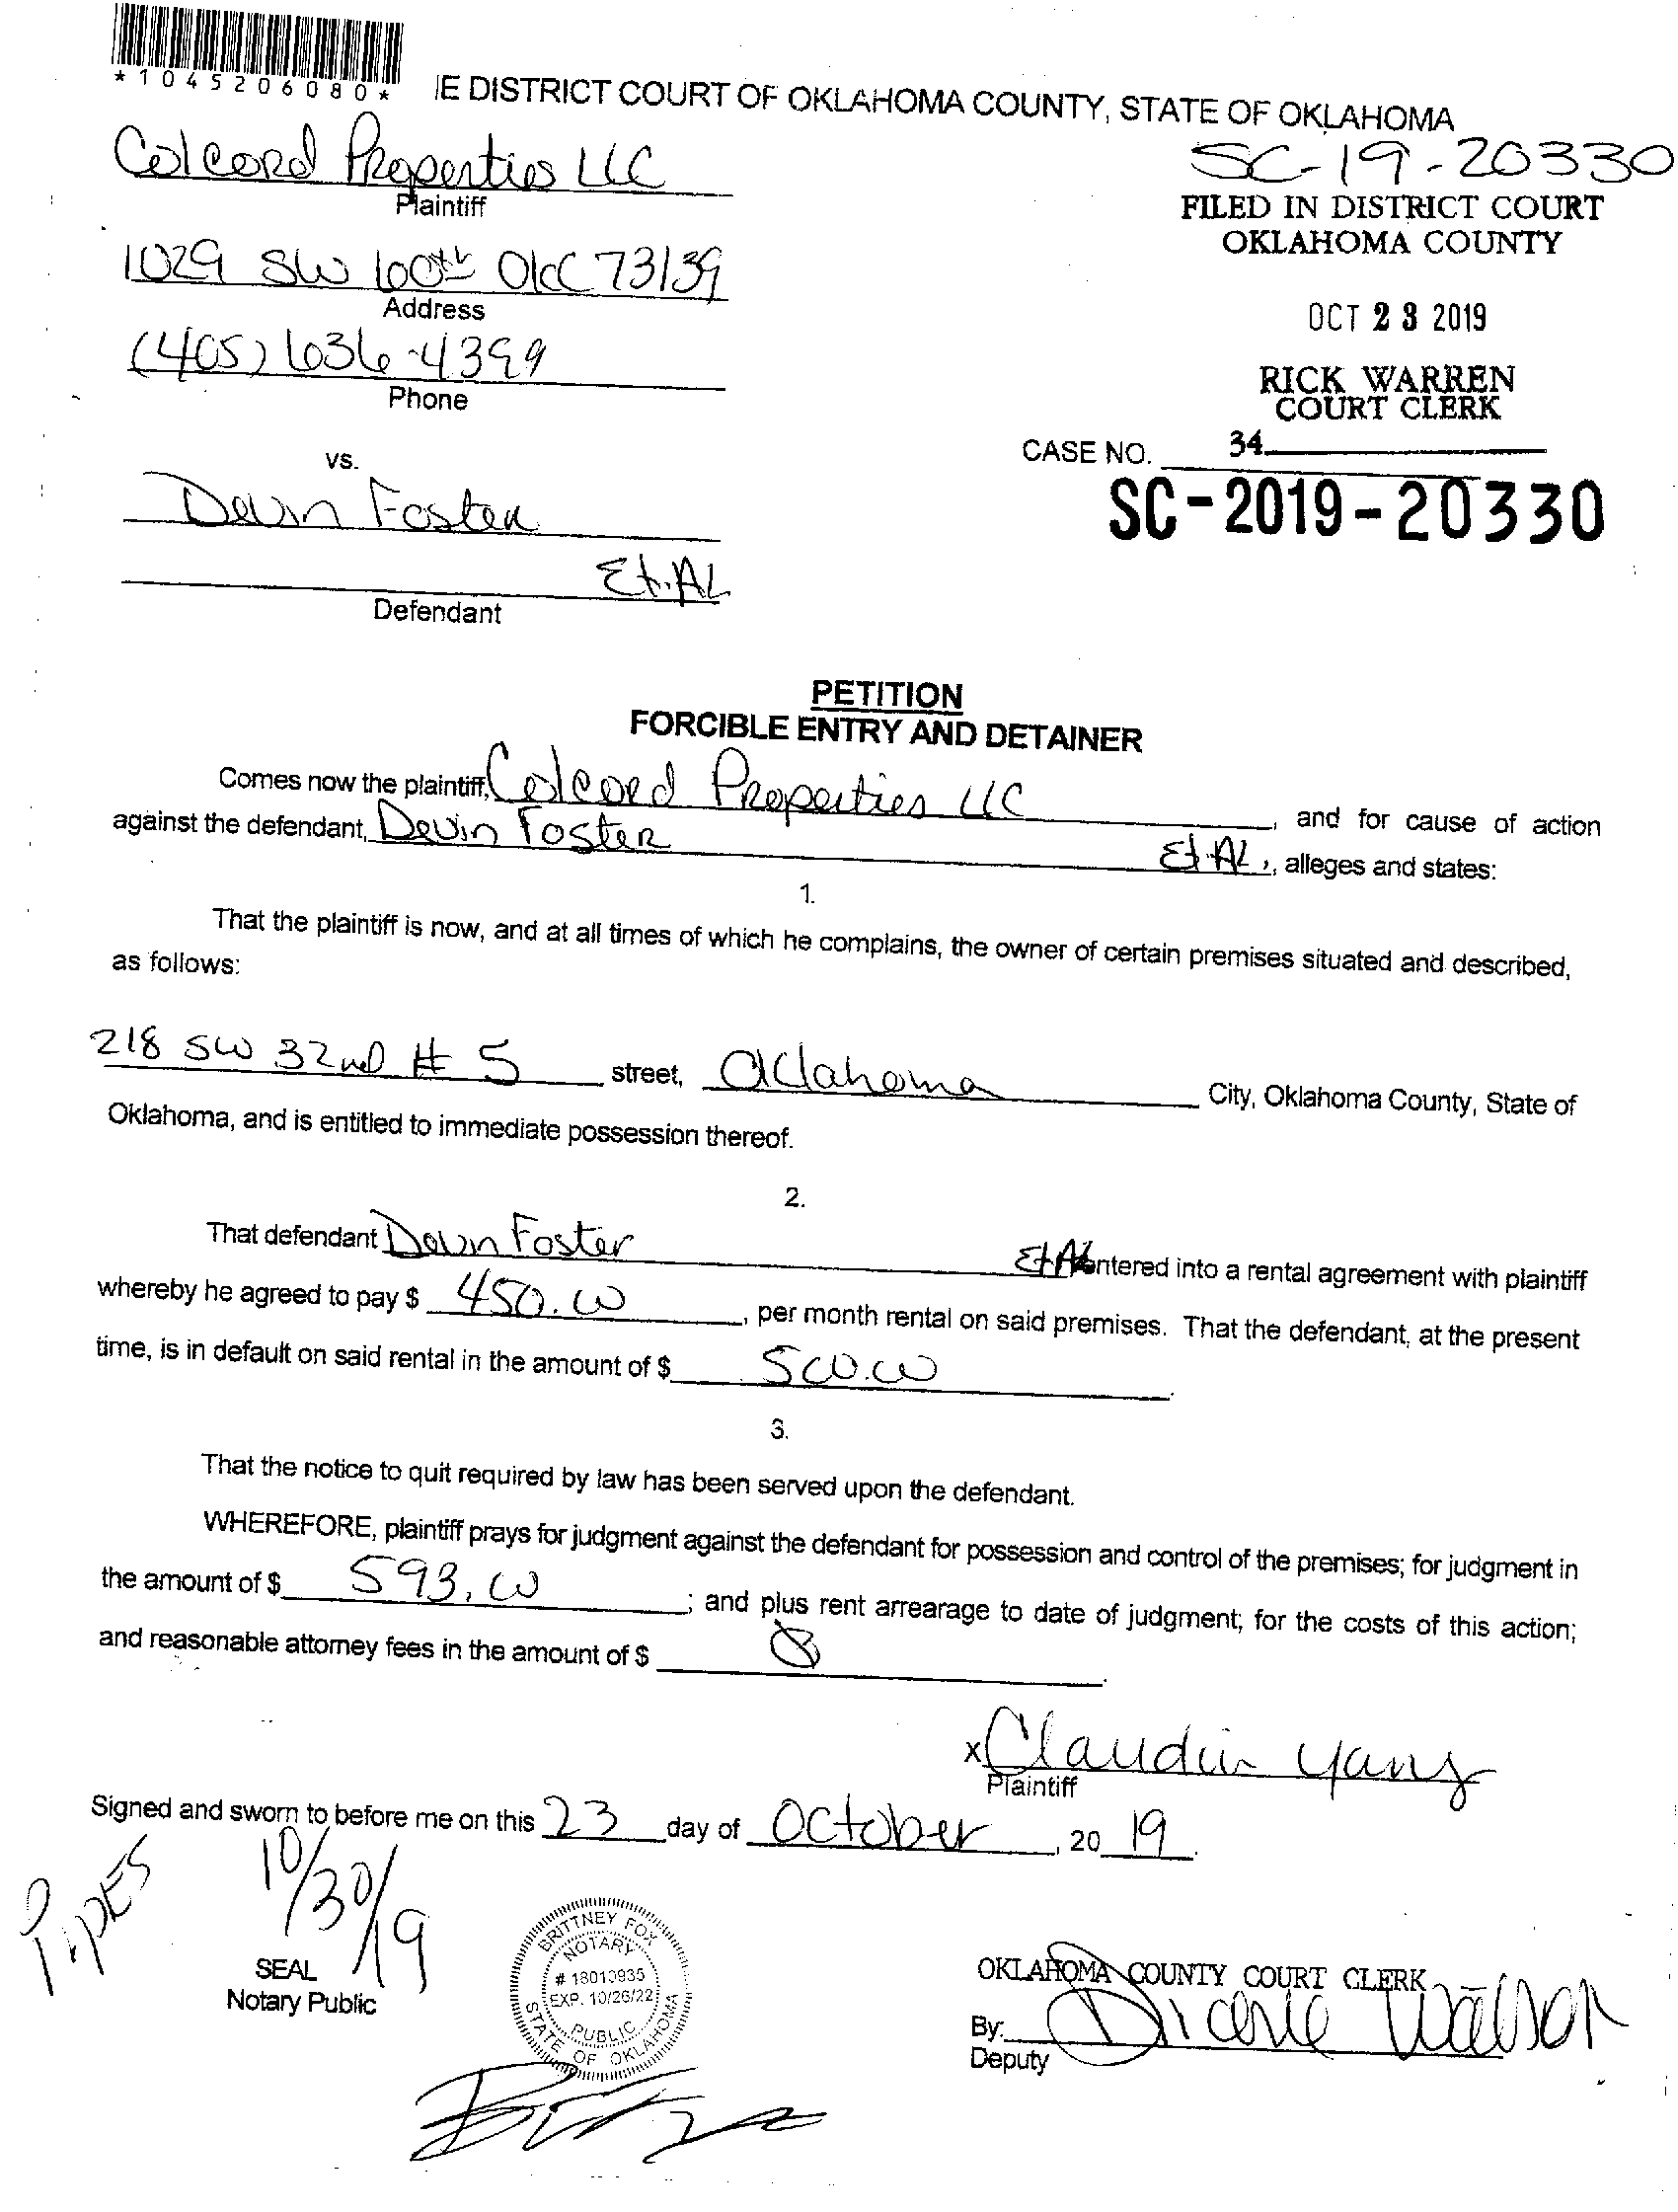 *1045206080*
IE DISTRICT COURT OF OKLAHOMA COUNTY, STATE OF OKLAHOMA
Colcord Properties LLC
Plaintiff
SC-19-20330
FILED IN DISTRICT COURT
OKLAHOMA COUNTY
1029 SW 100th OKC 73139
Address
OCT 23 2019
(405) 636-4399
Phone
RICK WARREN
COURT CLERK
34
CASE NO.
SC-2019-20330
vs.
Devin Foster
Et.AL
Defendant
PETITION
FORCIBLE ENTRY AND DETAINER
Comes now the plaintiff, Colcord Properties LLC, and for cause of action
against the defendant, Devin Foster Et.AL, alleges and states:
1.
That the plaintiff is now, and at all times of which he complains, the owner of certain premises situated and described,
as follows:
218 SW 32nd # 5 street, Oklahoma City, Oklahoma County, State of
Oklahoma, and is entitled to immediate possession thereof.
2.
That defendant Devin Foster Et AL entered into a rental agreement with plaintiff
whereby he agreed to pay $ 450.00, per month rental on said premises. That the defendant, at the present
time, is in default on said rental in the amount of $ 500.00.
3.
That the notice to quit required by law has been served upon the defendant.
WHEREFORE, plaintiff prays for judgment against the defendant for possession and control of the premises; for judgment in
the amount of $ 593.00; and plus rent arrearage to date of judgment; for the costs of this action;
and reasonable attorney fees in the amount of $
x Claudia Yang
Plaintiff
Signed and sworn to before me on this 23 day of October, 2019.
Pipes
10/30/19
SEAL
Notary Public
BRITTNEY FOX
NOTARY
# 18010935
EXP. 10/26/22
PUBLIC
STATE OF OKLAHOMA
OKLAHOMA COUNTY COURT CLERK
By: Diane Watson
Deputy